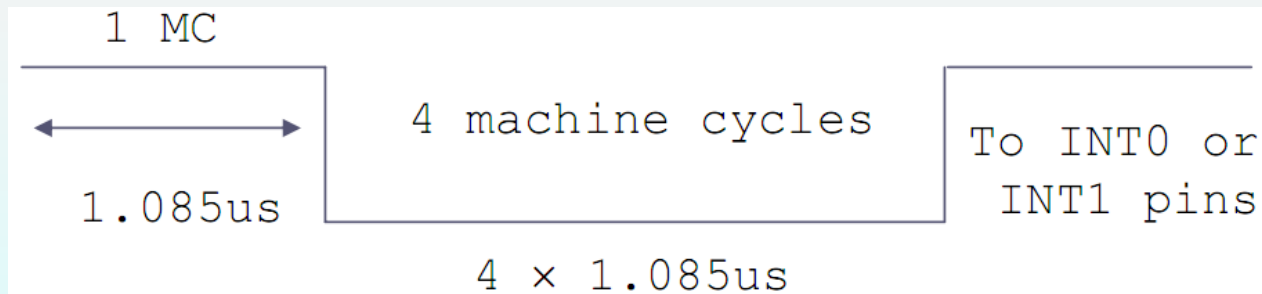 1 MC
4 machine cycles
To INT0 or
INT1 pins
1.085us
4 × 1.085us